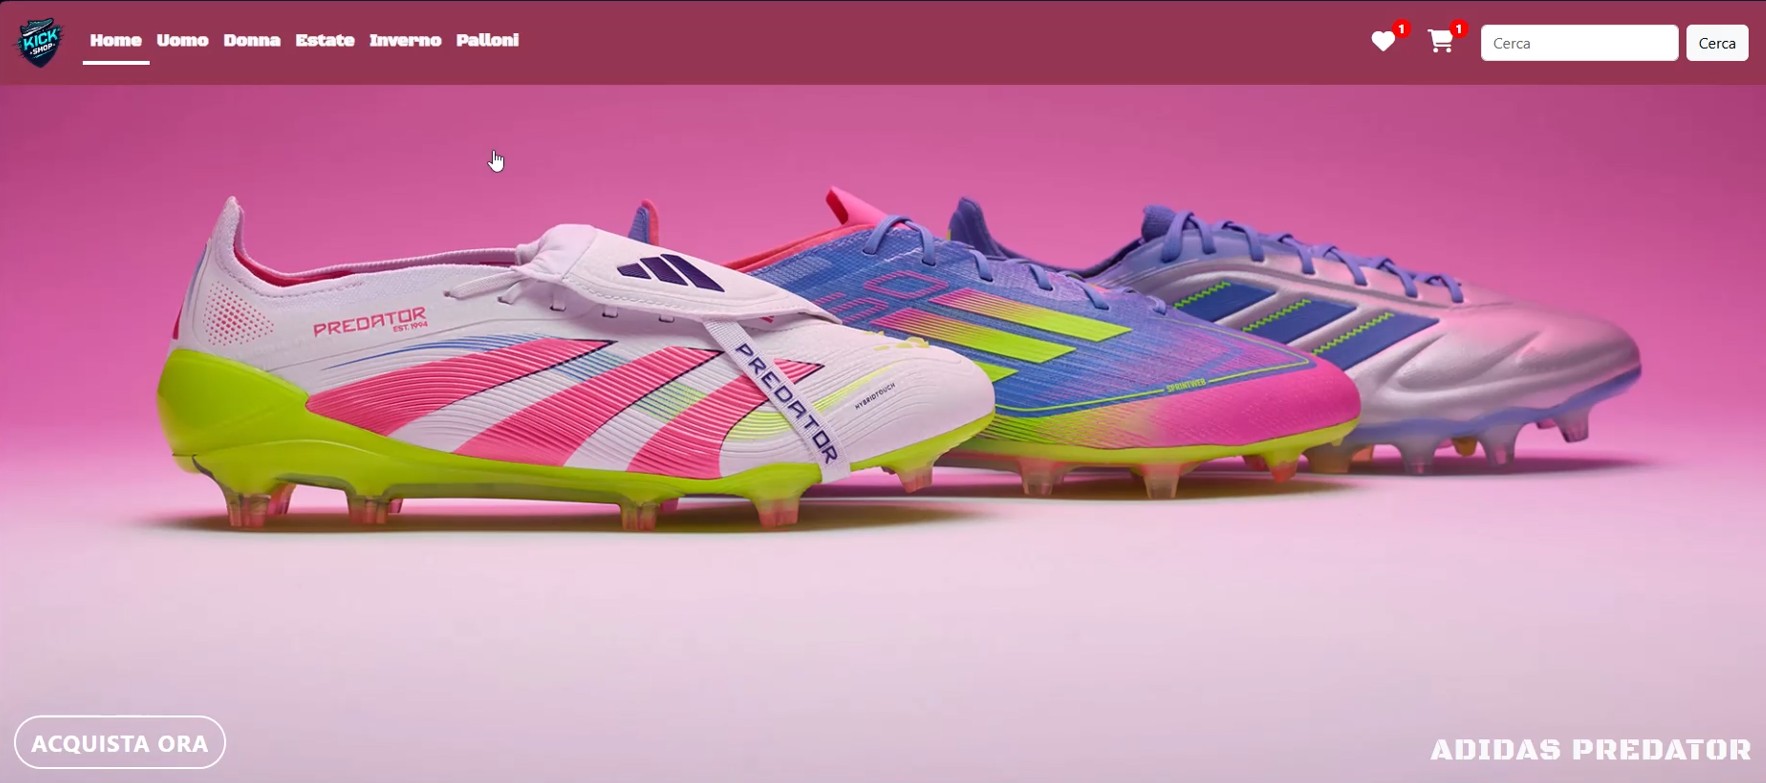 KICK
SHOP
Home Uomo Donna Estate Inverno Palloni
1 1 Cerca Cerca
PREDATOR
EST. 1994
PREDATOR
HYBRIDTOUCH
F50
SPRINTWEB
ACQUISTA ORA
ADIDAS PREDATOR